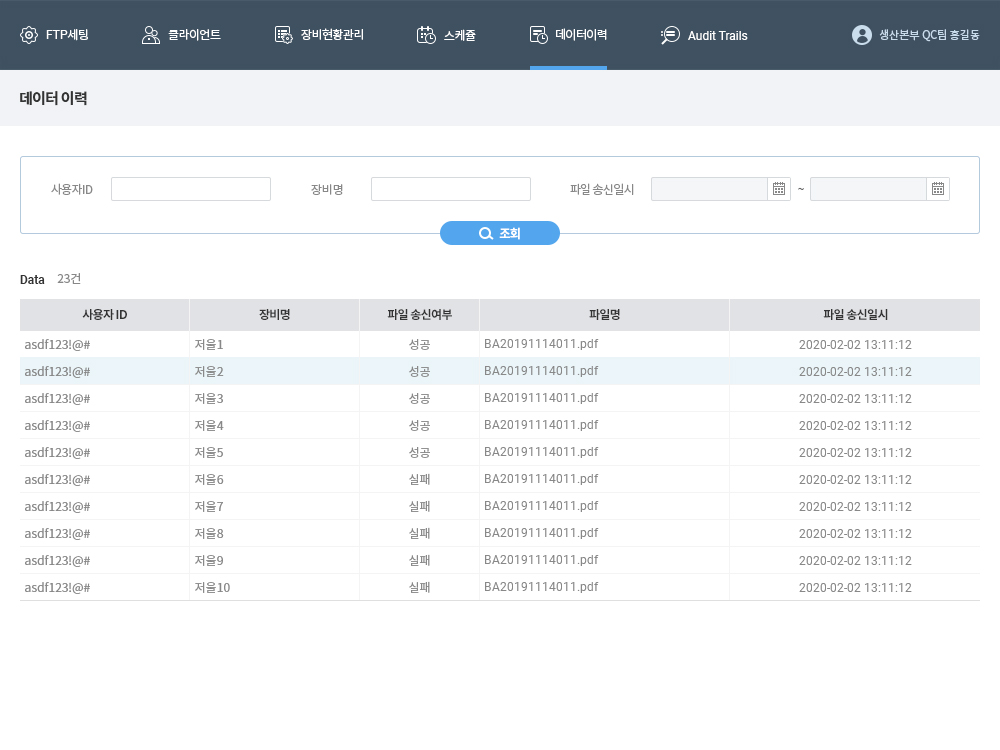 FTP세팅 클라이언트 장비현황관리 스케쥴 데이터이력 Audit Trails 생산본부 QC팀 홍길동
데이터 이력
사용자ID 장비명 파일 송신일시 ~
조회
Data 23건
사용자 ID 장비명 파일 송신여부 파일명 파일 송신일시
asdf123!@# 저울1 성공 BA20191114011.pdf 2020-02-02 13:11:12
asdf123!@# 저울2 성공 BA20191114011.pdf 2020-02-02 13:11:12
asdf123!@# 저울3 성공 BA20191114011.pdf 2020-02-02 13:11:12
asdf123!@# 저울4 성공 BA20191114011.pdf 2020-02-02 13:11:12
asdf123!@# 저울5 성공 BA20191114011.pdf 2020-02-02 13:11:12
asdf123!@# 저울6 실패 BA20191114011.pdf 2020-02-02 13:11:12
asdf123!@# 저울7 실패 BA20191114011.pdf 2020-02-02 13:11:12
asdf123!@# 저울8 실패 BA20191114011.pdf 2020-02-02 13:11:12
asdf123!@# 저울9 실패 BA20191114011.pdf 2020-02-02 13:11:12
asdf123!@# 저울10 실패 BA20191114011.pdf 2020-02-02 13:11:12